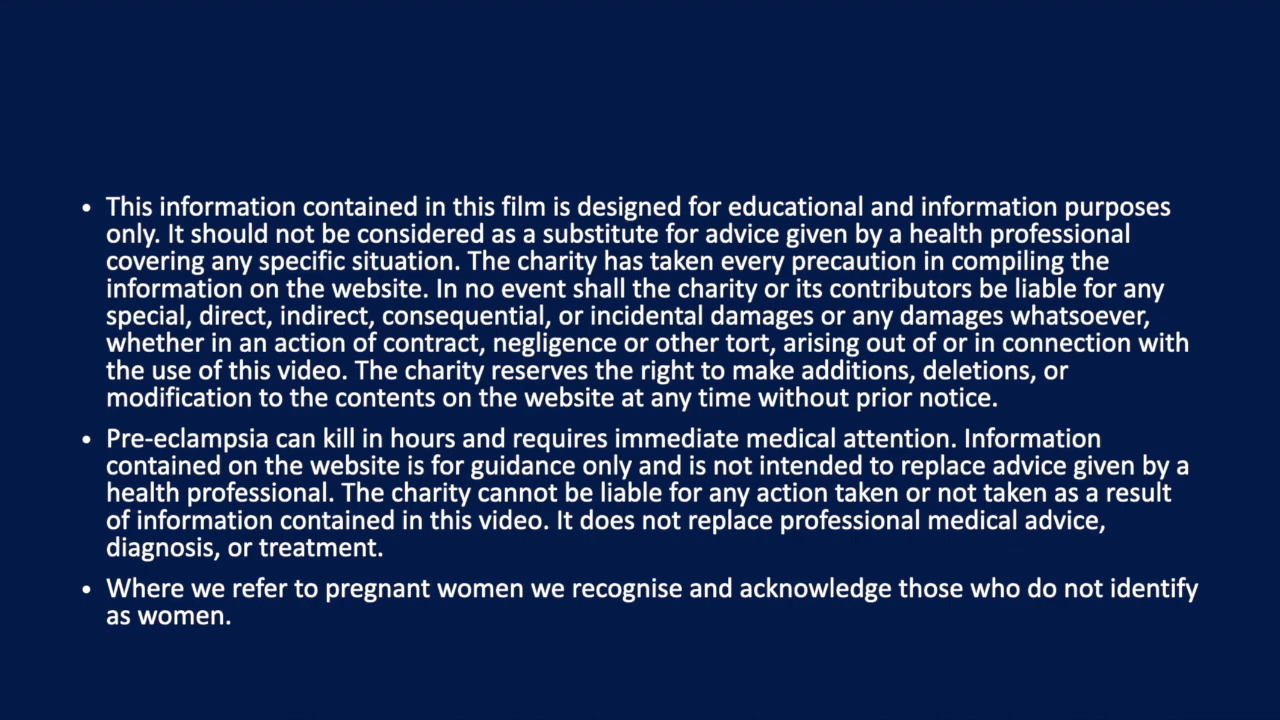 • This information contained in this film is designed for educational and information purposes
only. It should not be considered as a substitute for advice given by a health professional
covering any specific situation. The charity has taken every precaution in compiling the
information on the website. In no event shall the charity or its contributors be liable for any
special, direct, indirect, consequential, or incidental damages or any damages whatsoever,
whether in an action of contract, negligence or other tort, arising out of or in connection with
the use of this video. The charity reserves the right to make additions, deletions, or
modification to the contents on the website at any time without prior notice.
• Pre-eclampsia can kill in hours and requires immediate medical attention. Information
contained on the website is for guidance only and is not intended to replace advice given by a
health professional. The charity cannot be liable for any action taken or not taken as a result
of information contained in this video. It does not replace professional medical advice,
diagnosis, or treatment.
• Where we refer to pregnant women we recognise and acknowledge those who do not identify
as women.